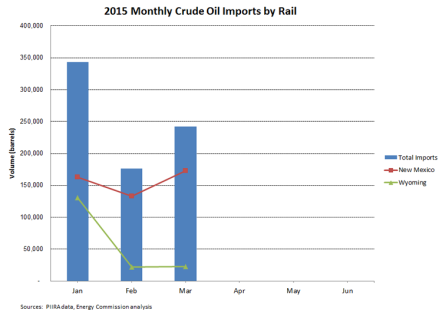 2015 Monthly Crude Oil Imports by Rail
400,000
350,000
300,000
250,000
200,000
150,000
100,000
50,000
-
Volume (barrels)
Jan Feb Mar Apr May Jun
Total Imports
New Mexico
Wyoming
Sources: PIIRA data, Energy Commission analysis